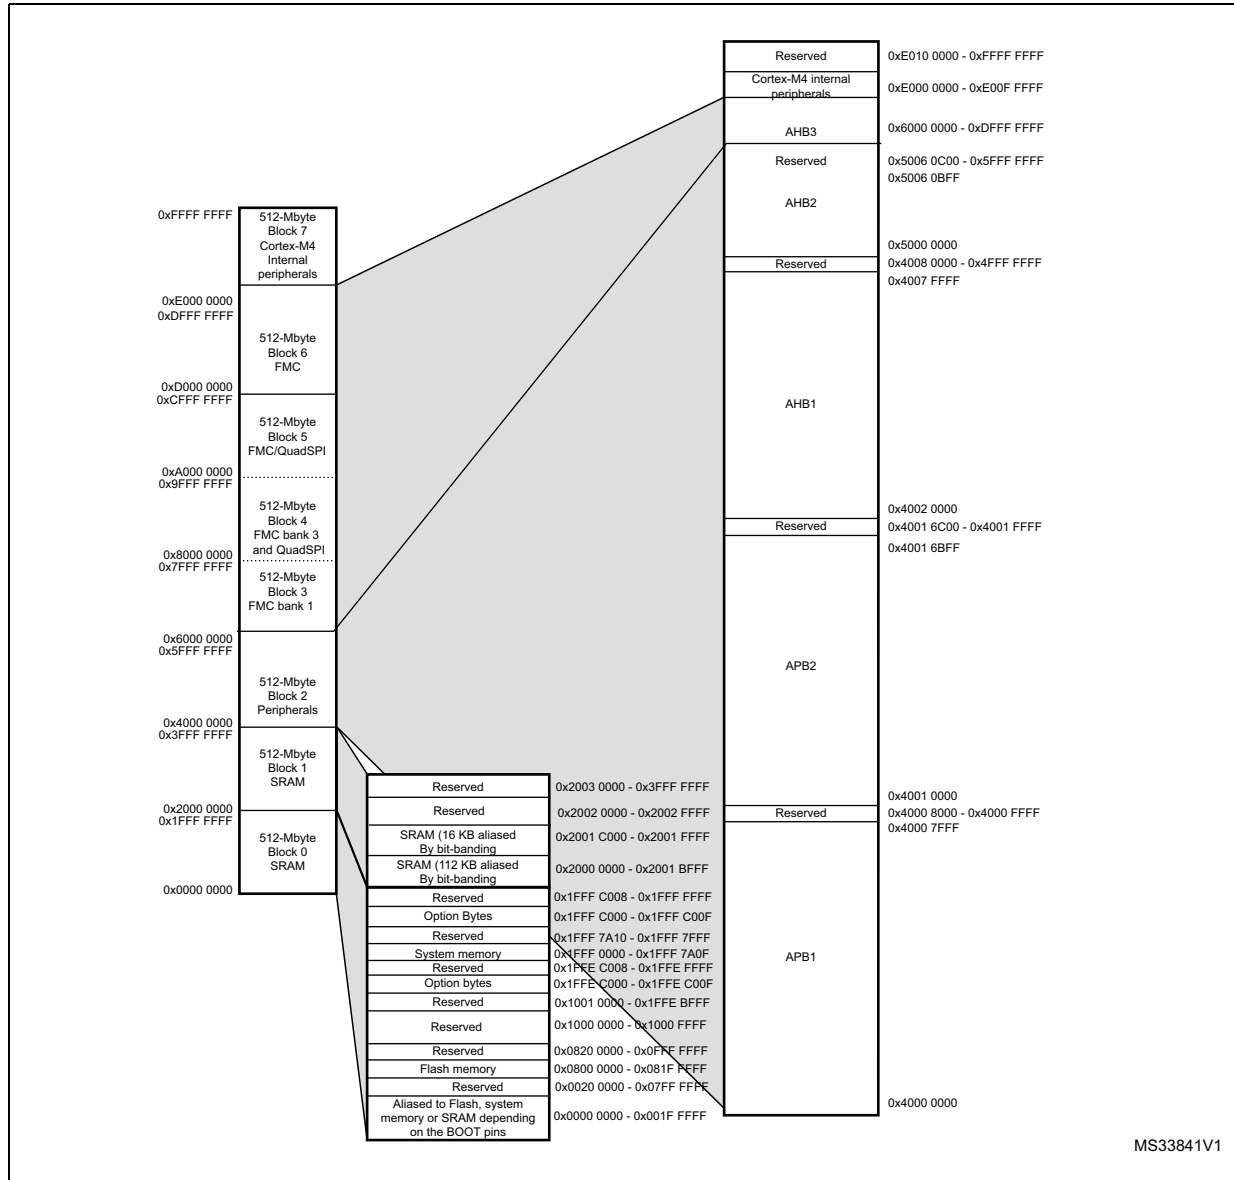 0xFFFF FFFF
512-Mbyte
Block 7
Cortex-M4
Internal
peripherals
0xE000 0000
0xDFFF FFFF
512-Mbyte
Block 6
FMC
0xD000 0000
0xCFFF FFFF
512-Mbyte
Block 5
FMC/QuadSPI
0xA000 0000
0x9FFF FFFF
512-Mbyte
Block 4
FMC bank 3
and QuadSPI
0x8000 0000
0x7FFF FFFF
512-Mbyte
Block 3
FMC bank 1
0x6000 0000
0x5FFF FFFF
512-Mbyte
Block 2
Peripherals
0x4000 0000
0x3FFF FFFF
512-Mbyte
Block 1
SRAM
0x2000 0000
0x1FFF FFFF
512-Mbyte
Block 0
SRAM
0x0000 0000
Reserved 0x2003 0000 - 0x3FFF FFFF
Reserved 0x2002 0000 - 0x2002 FFFF
SRAM (16 KB aliased
By bit-banding
0x2001 C000 - 0x2001 FFFF
SRAM (112 KB aliased
By bit-banding
0x2000 0000 - 0x2001 BFFF
Reserved 0x1FFF C008 - 0x1FFF FFFF
Option Bytes 0x1FFF C000 - 0x1FFF C00F
Reserved 0x1FFF 7A10 - 0x1FFF 7FFF
System memory 0x1FFF 0000 - 0x1FFF 7A0F
Reserved 0x1FFE C008 - 0x1FFE FFFF
Option bytes 0x1FFE C000 - 0x1FFE C00F
Reserved 0x1001 0000 - 0x1FFE BFFF
Reserved 0x1000 0000 - 0x1000 FFFF
Reserved 0x0820 0000 - 0x0FFF FFFF
Flash memory 0x0800 0000 - 0x081F FFFF
Reserved 0x0020 0000 - 0x07FF FFFF
Aliased to Flash, system
memory or SRAM depending
on the BOOT pins
0x0000 0000 - 0x001F FFFF
Reserved 0xE010 0000 - 0xFFFF FFFF
Cortex-M4 internal
peripherals
0xE000 0000 - 0xE00F FFFF
AHB3 0x6000 0000 - 0xDFFF FFFF
Reserved 0x5006 0C00 - 0x5FFF FFFF
0x5006 0BFF
AHB2
0x5000 0000
Reserved 0x4008 0000 - 0x4FFF FFFF
0x4007 FFFF
AHB1
0x4002 0000
Reserved 0x4001 6C00 - 0x4001 FFFF
0x4001 6BFF
APB2
0x4001 0000
Reserved 0x4000 8000 - 0x4000 FFFF
0x4000 7FFF
APB1
0x4000 0000
MS33841V1